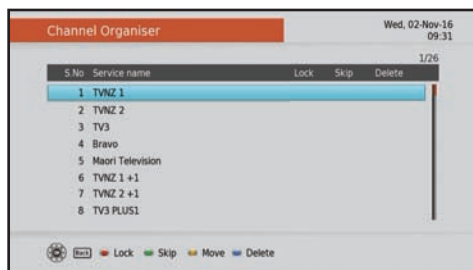 Channel Organiser
Wed, 02-Nov-16
09:31
1/26
S.No Service name Lock Skip Delete
1 TVNZ 1
2 TVNZ 2
3 TV3
4 Bravo
5 Maori Television
6 TVNZ 1 +1
7 TVNZ 2 +1
8 TV3 PLUS1
Back Lock Skip Move Delete